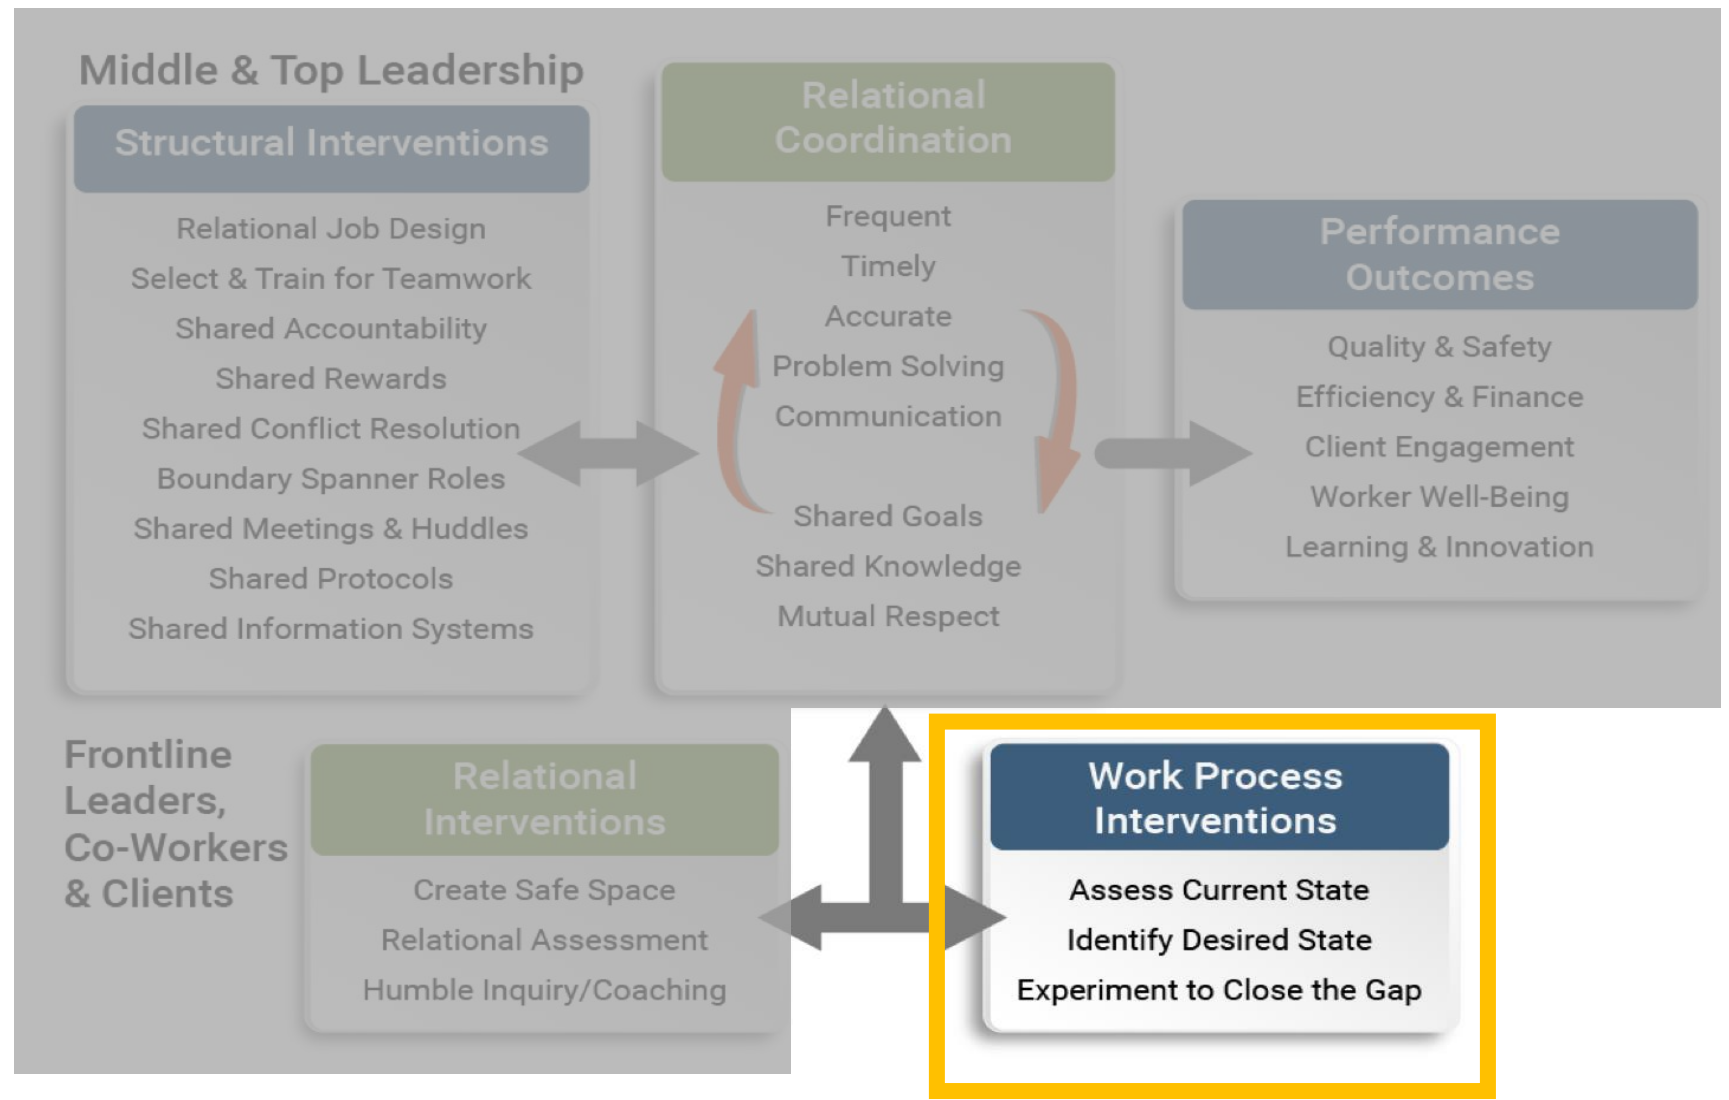 Middle & Top Leadership
Structural Interventions
Relational Job Design
Select & Train for Teamwork
Shared Accountability
Shared Rewards
Shared Conflict Resolution
Boundary Spanner Roles
Shared Meetings & Huddles
Shared Protocols
Shared Information Systems
Relational
Coordination
Frequent
Timely
Accurate
Problem Solving
Communication
Shared Goals
Shared Knowledge
Mutual Respect
Performance
Outcomes
Quality & Safety
Efficiency & Finance
Client Engagement
Worker Well-Being
Learning & Innovation
Frontline
Leaders,
Co-Workers
& Clients
Relational
Interventions
Create Safe Space
Relational Assessment
Humble Inquiry/Coaching
Work Process
Interventions
Assess Current State
Identify Desired State
Experiment to Close the Gap